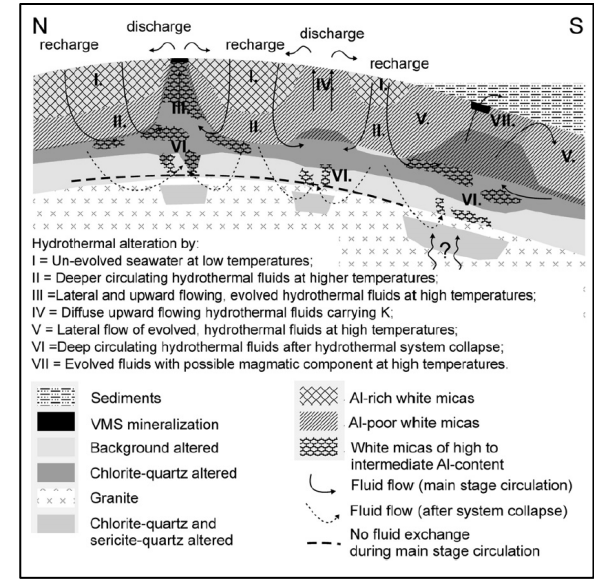 N S
discharge
recharge recharge discharge
recharge
I. I. IV. I.
III. II. II. II. V. VII. V.
VI. VI. VI.
?
Hydrothermal alteration by:
I = Un-evolved seawater at low temperatures;
II = Deeper circulating hydrothermal fluids at higher temperatures;
III =Lateral and upward flowing, evolved hydrothermal fluids at high temperatures;
IV = Diffuse upward flowing hydrothermal fluids carrying K;
V = Lateral flow of evolved, hydrothermal fluids at high temperatures;
VI =Deep circulating hydrothermal fluids after hydrothermal system collapse;
VII = Evolved fluids with possible magmatic component at high temperatures.
Sediments
VMS mineralization
Background altered
Chlorite-quartz altered
Granite
Chlorite-quartz and
sericite-quartz altered
Al-rich white micas
Al-poor white micas
White micas of high to
intermediate Al-content
Fluid flow (main stage circulation)
Fluid flow (after system collapse)
No fluid exchange
during main stage circulation